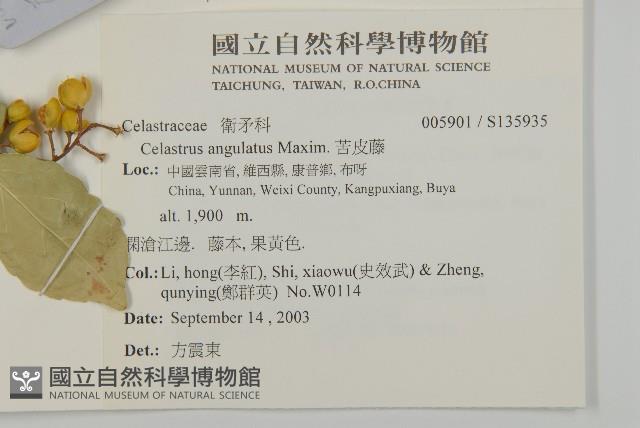 國立自然科學博物館
NATIONAL MUSEUM OF NATURAL SCIENCE
TAICHUNG, TAIWAN, R.O.CHINA
Celastraceae 衛矛科 005901 / S135935
Celastrus angulatus Maxim. 苦皮藤
Loc.: 中國雲南省, 維西縣, 康普鄉, 布呀
China, Yunnan, Weixi County, Kangpuxiang, Buya
alt. 1,900 m.
瀾滄江邊. 藤本, 果黃色.
Col.: Li, hong(李紅), Shi, xiaowu(史效武) & Zheng,
qunying(鄭群英) No.W0114
Date: September 14 , 2003
Det.: 方震東
國立自然科學博物館
NATIONAL MUSEUM OF NATURAL SCIENCE